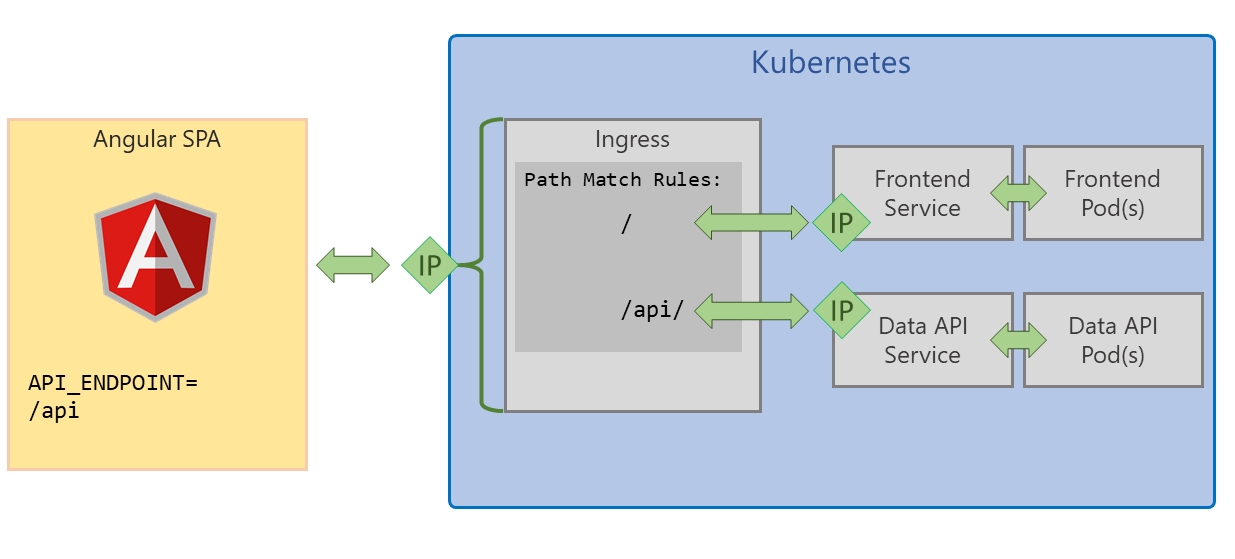 Kubernetes
Angular SPA
A
API_ENDPOINT=
/api
IP
Ingress
Path Match Rules:
/
/api/
IP
Frontend
Service
Frontend
Pod(s)
IP
Data API
Service
Data API
Pod(s)